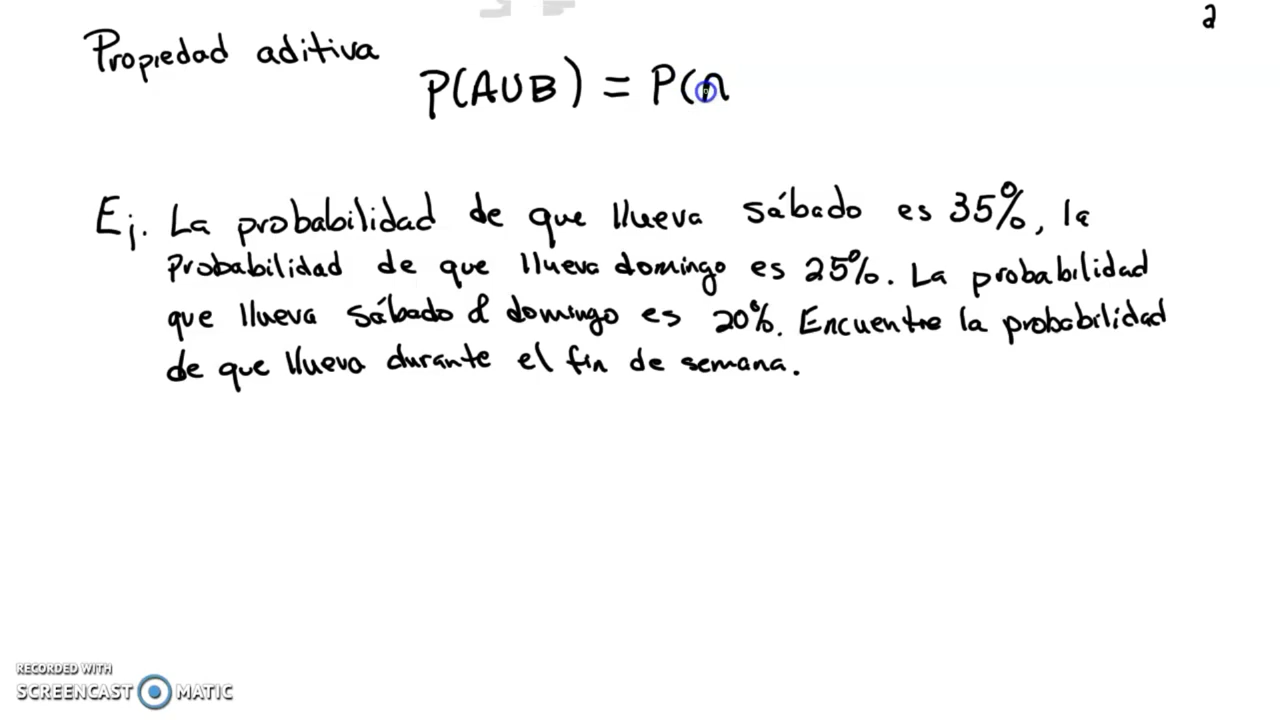 2
Propiedad aditiva
P(AUB) = P(A
Ej. La probabilidad de que llueva sábado es 35%, la
probabilidad de que llueva domingo es 25%. La probabilidad
que llueva sábado & domingo es 20%. Encuentre la probabilidad
de que llueva durante el fin de semana.
RECORDED WITH
SCREENCAST MATIC